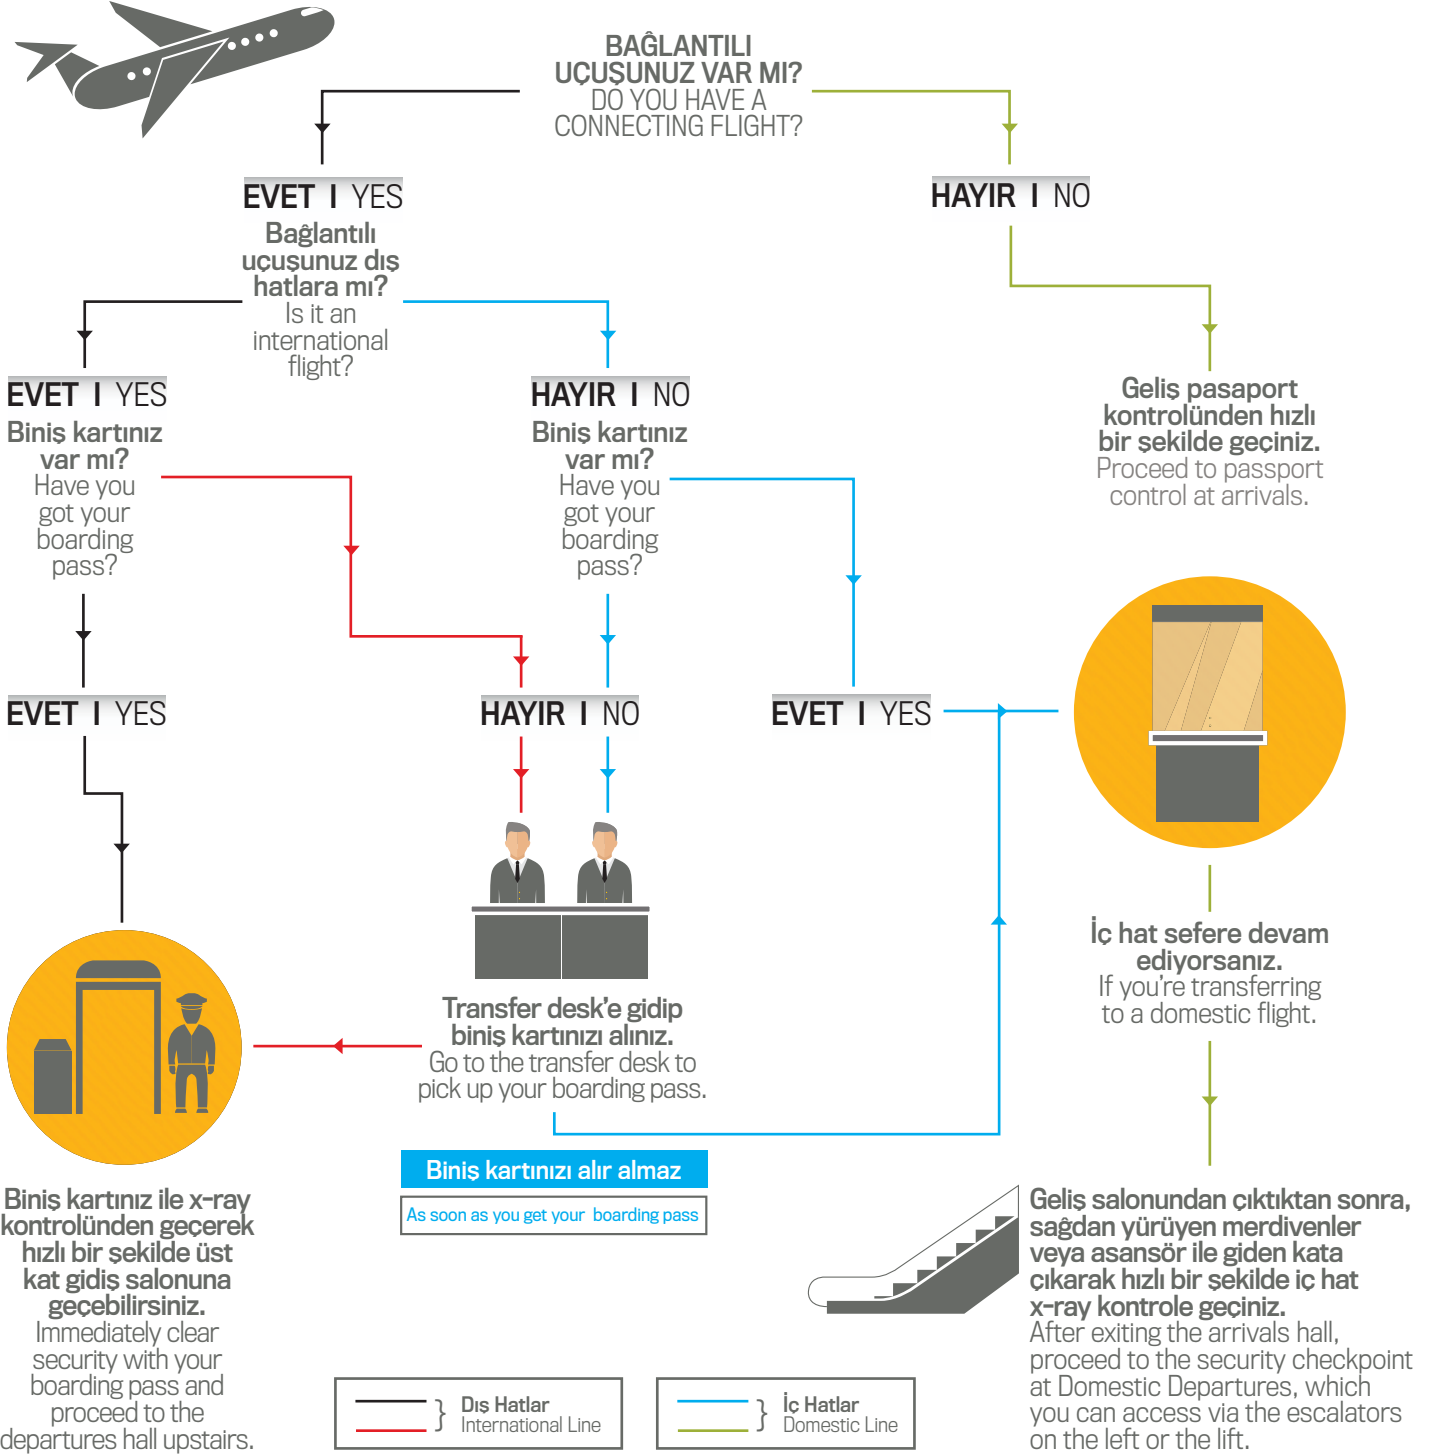 BAĞLANTILI
UÇUŞUNUZ VAR MI?
DO YOU HAVE A
CONNECTING FLIGHT?
EVET I YES
HAYIR I NO
Bağlantılı
uçuşunuz dış
hatlara mı?
Is it an
international
flight?
EVET I YES
Biniş kartınız
var mı?
Have you
got your
boarding
pass?
HAYIR I NO
Biniş kartınız
var mı?
Have you
got your
boarding
pass?
Geliş pasaport
kontrolünden hızlı
bir şekilde geçiniz.
Proceed to passport
control at arrivals.
EVET I YES
HAYIR I NO
EVET I YES
Transfer desk'e gidip
biniş kartınızı alınız.
Go to the transfer desk to
pick up your boarding pass.
İç hat sefere devam
ediyorsanız.
If you're transferring
to a domestic flight.
Biniş kartınızı alır almaz
As soon as you get your boarding pass
Biniş kartınız ile x-ray
kontrolünden geçerek
hızlı bir şekilde üst
kat gidiş salonuna
geçebilirsiniz.
Immediately clear
security with your
boarding pass and
proceed to the
departures hall upstairs.
Geliş salonundan çıktıktan sonra,
sağdan yürüyen merdivenler
veya asansör ile giden kata
çıkarak hızlı bir şekilde iç hat
x-ray kontrole geçiniz.
After exiting the arrivals hall,
proceed to the security checkpoint
at Domestic Departures, which
you can access via the escalators
on the left or the lift.
Dış Hatlar
International Line
İç Hatlar
Domestic Line